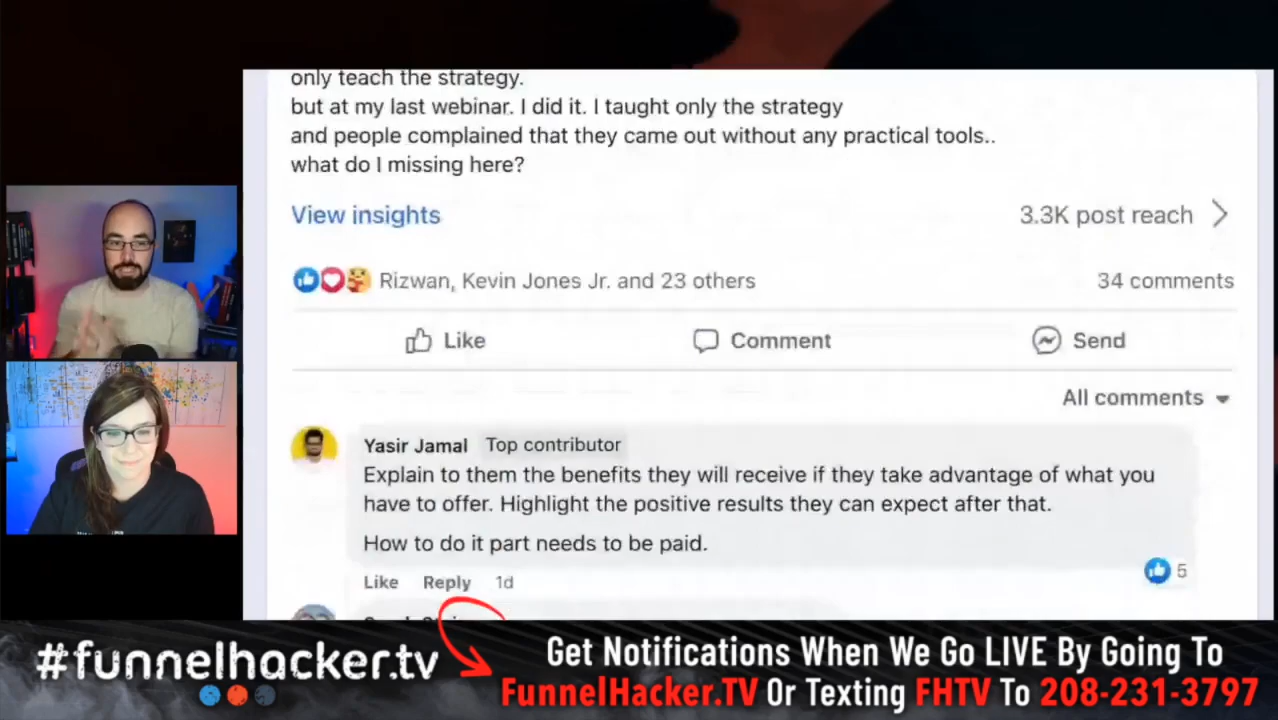 only teach the strategy.
but at my last webinar. I did it. I taught only the strategy
and people complained that they came out without any practical tools..
what do I missing here?
View insights
3.3K post reach
Rizwan, Kevin Jones Jr. and 23 others
34 comments
Like
Comment
Send
All comments
Yasir Jamal Top contributor
Explain to them the benefits they will receive if they take advantage of what you
have to offer. Highlight the positive results they can expect after that.
How to do it part needs to be paid.
Like Reply 1d
5
#funnelhacker.tv
Get Notifications When We Go LIVE By Going To
FunnelHacker.TV Or Texting FHTV To 208-231-3797